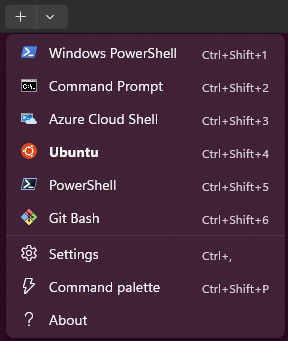 Windows PowerShell Ctrl+Shift+1
Command Prompt Ctrl+Shift+2
Azure Cloud Shell Ctrl+Shift+3
Ubuntu Ctrl+Shift+4
PowerShell Ctrl+Shift+5
Git Bash Ctrl+Shift+6
Settings Ctrl+,
Command palette Ctrl+Shift+P
About